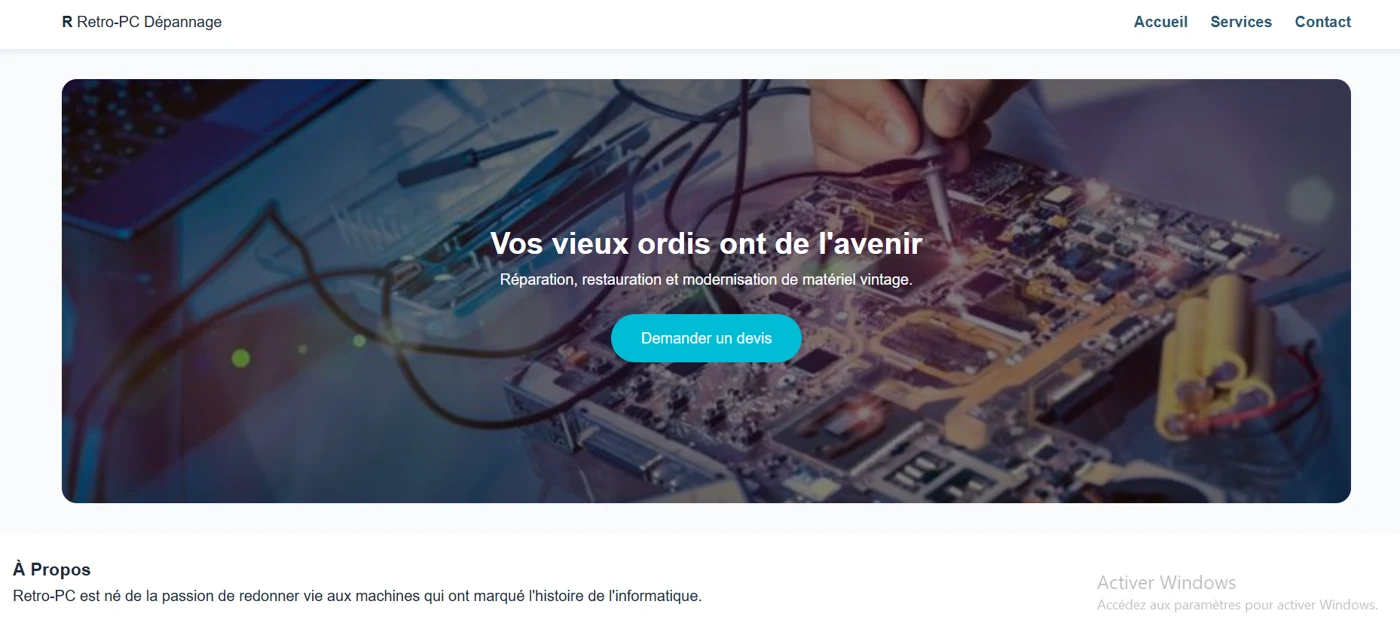 R Retro-PC Dépannage
Accueil Services Contact
Vos vieux ordis ont de l'avenir
Réparation, restauration et modernisation de matériel vintage.
Demander un devis
À Propos
Retro-PC est né de la passion de redonner vie aux machines qui ont marqué l'histoire de l'informatique.
Activer Windows
Accédez aux paramètres pour activer Windows.